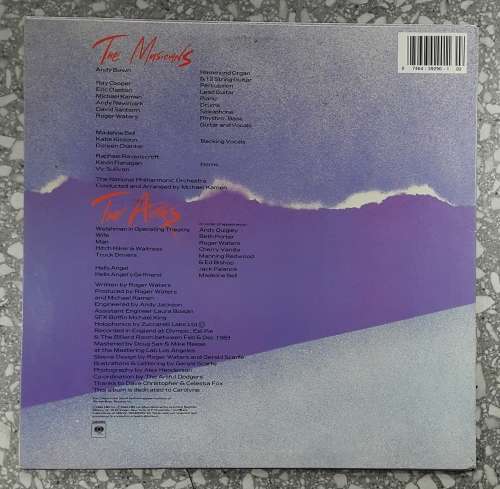 The Musicians
Andy Bown
Hammond Organ
& 12 String Guitar
Ray Cooper
Percussion
Eric Clapton
Lead Guitar
Michael Kamen
Piano
Andy Newmark
Drums
David Sanborn
Saxophone
Roger Waters
Rhythm, Bass
Guitar and Vocals
Madeline Bell
Katie Kissoon
Backing Vocals
Doreen Chanter
Raphael Ravenscroft
Kevin Flanagan
Horns
Vic Sullivan
The National Philharmonic Orchestra
Conducted and Arranged by Michael Kamen
The Actors
Welshman in Operating Theatre
Andy Quigley
Wife
Beth Porter
Man
Roger Waters
Hitch Hiker & Waitress
Cherry Vanilla
Truck Drivers
Manning Redwood
& Ed Bishop
Hells Angel
Jack Palance
Hells Angel's Girlfriend
Madeline Bell
Written by Roger Waters
Produced by Roger Waters
and Michael Kamen
Engineered by Andy Jackson
Assistant Engineer Laura Boisan
SFX Boffin Michael King
Holophonics by Zuccarelli Labs Ltd
Recorded in England at Olympic, Eel Pie
& The Billiard Room between Feb & Dec 1983
Mastered by Doug Sax & Mike Reese
at the Mastering Lab Los Angeles
Sleeve Design by Roger Waters and Gerald Scarfe
Illustrations & Lettering by Gerald Scarfe
Photography by Alex Henderson
Co-ordination by The Artful Dodgers
Thanks to Dave Christopher & Celestia Fox
This album is dedicated to Carolyne